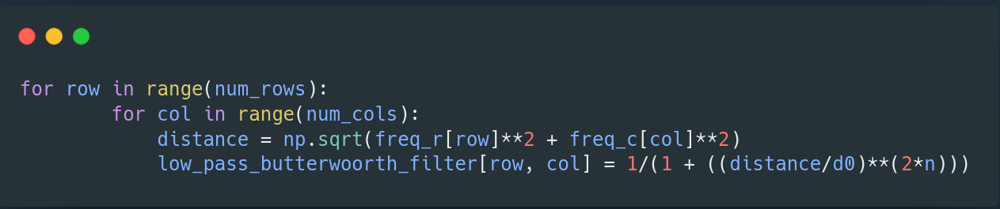 for row in range(num_rows):
        for col in range(num_cols):
            distance = np.sqrt(freq_r[row]**2 + freq_c[col]**2)
            low_pass_butterwoorth_filter[row, col] = 1/(1 + ((distance/d0)**(2*n)))